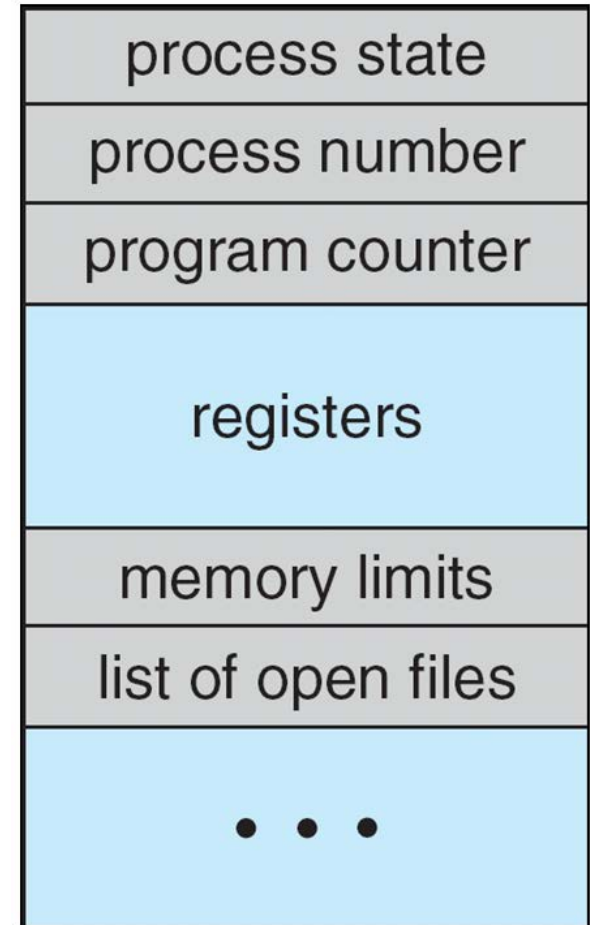 process state
process number
program counter
registers
memory limits
list of open files
• • •